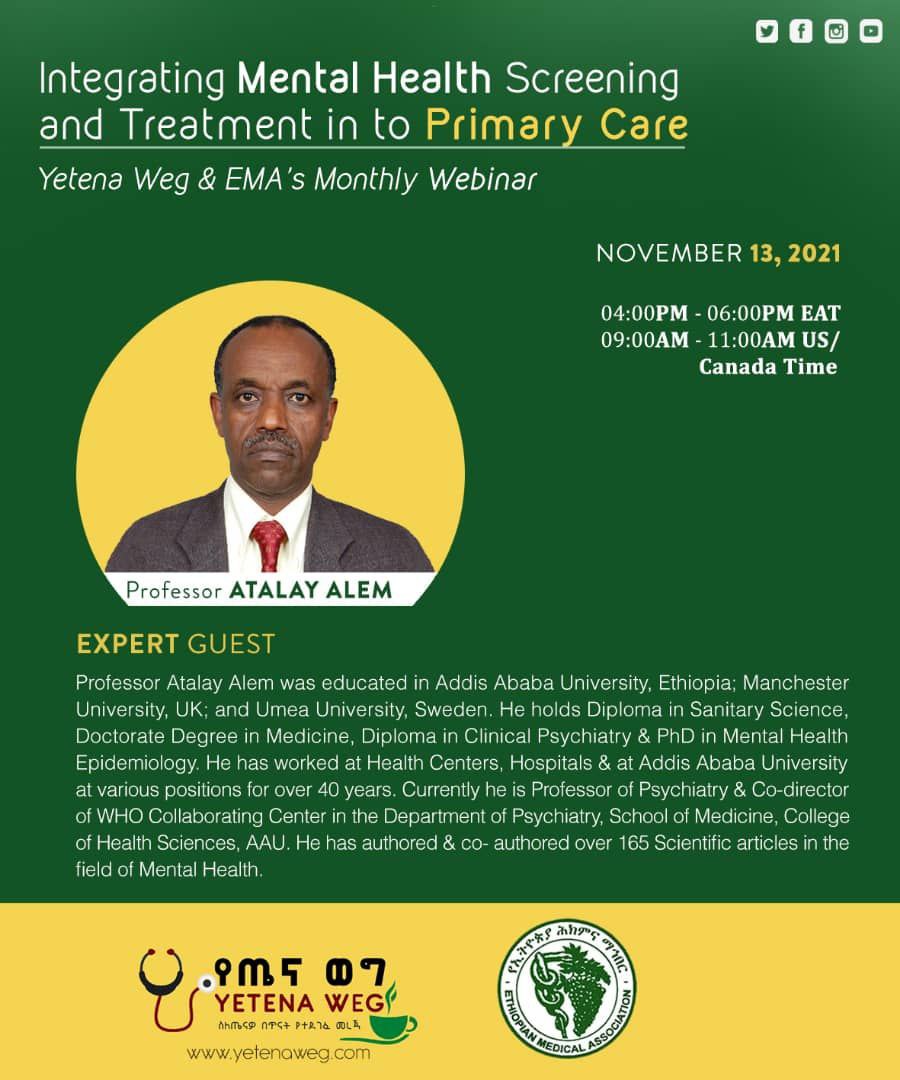 Integrating Mental Health Screening
and Treatment in to Primary Care
Yetena Weg & EMA's Monthly Webinar
NOVEMBER 13, 2021
04:00PM - 06:00PM EAT
09:00AM - 11:00AM US/
Canada Time
Professor ATALAY ALEM
EXPERT GUEST
Professor Atalay Alem was educated in Addis Ababa University, Ethiopia; Manchester
University, UK; and Umea University, Sweden. He holds Diploma in Sanitary Science,
Doctorate Degree in Medicine, Diploma in Clinical Psychiatry & PhD in Mental Health
Epidemiology. He has worked at Health Centers, Hospitals & at Addis Ababa University
at various positions for over 40 years. Currently he is Professor of Psychiatry & Co-director
of WHO Collaborating Center in the Department of Psychiatry, School of Medicine, College
of Health Sciences, AAU. He has authored & co- authored over 165 Scientific articles in the
field of Mental Health.
የጤና ወግ
YETENA WEG
ስለጤናዎ በጥናት የተደገፈ መረጃ
www.yetenaweg.com
የኢትዮጵያ ሕክምና ማኅበር
ETHIOPIAN MEDICAL ASSOCIATION